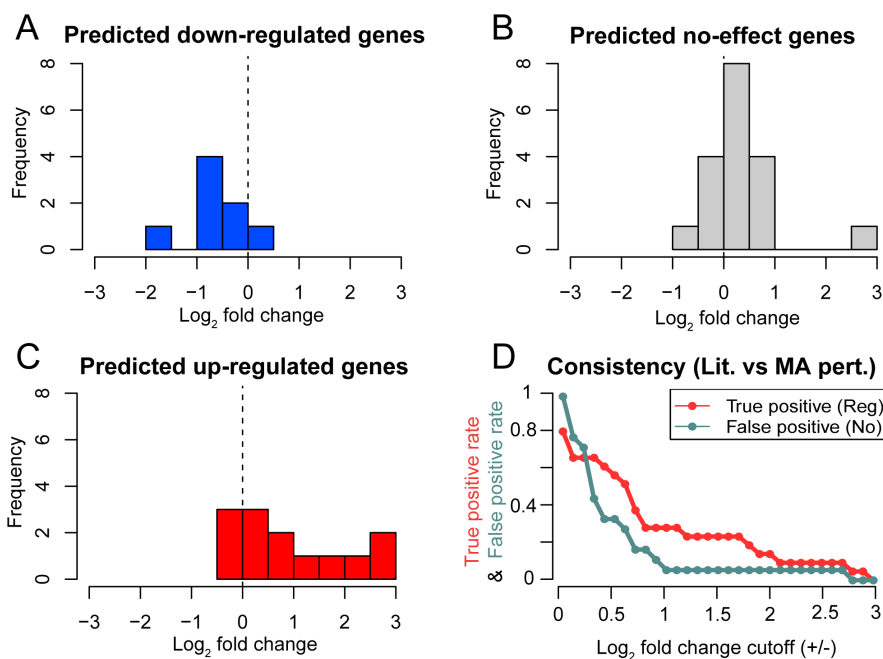 A
Predicted down-regulated genes
Frequency
0
2
4
6
8
−3
−2
−1
0
1
2
3
Log2 fold change
B
Predicted no-effect genes
Frequency
0
2
4
6
8
−3
−2
−1
0
1
2
3
Log2 fold change
C
Predicted up-regulated genes
Frequency
0
2
4
6
8
−3
−2
−1
0
1
2
3
Log2 fold change
D
Consistency (Lit. vs MA pert.)
True positive rate
& False positive rate
1
0.8
0.4
0
True positive (Reg)
False positive (No)
0
0.5
1
1.5
2
2.5
3
Log2 fold change cutoff (+/-)